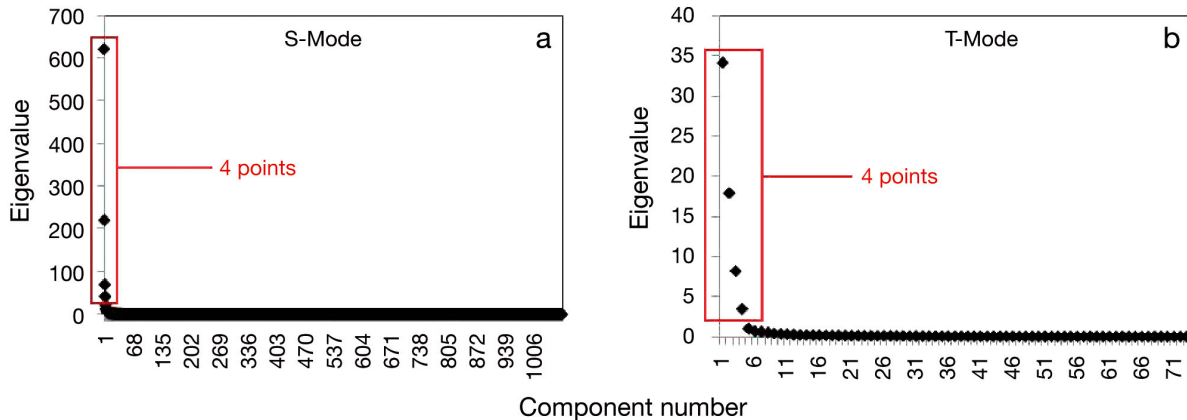 S-Mode
a
Eigenvalue
700
600
500
400
300
200
100
0
4 points
1 68 135 202 269 336 403 470 537 604 671 738 805 872 939 1006
T-Mode
b
Eigenvalue
40
35
30
25
20
15
10
5
0
4 points
1 6 11 16 21 26 31 36 41 46 51 56 61 66 71
Component number